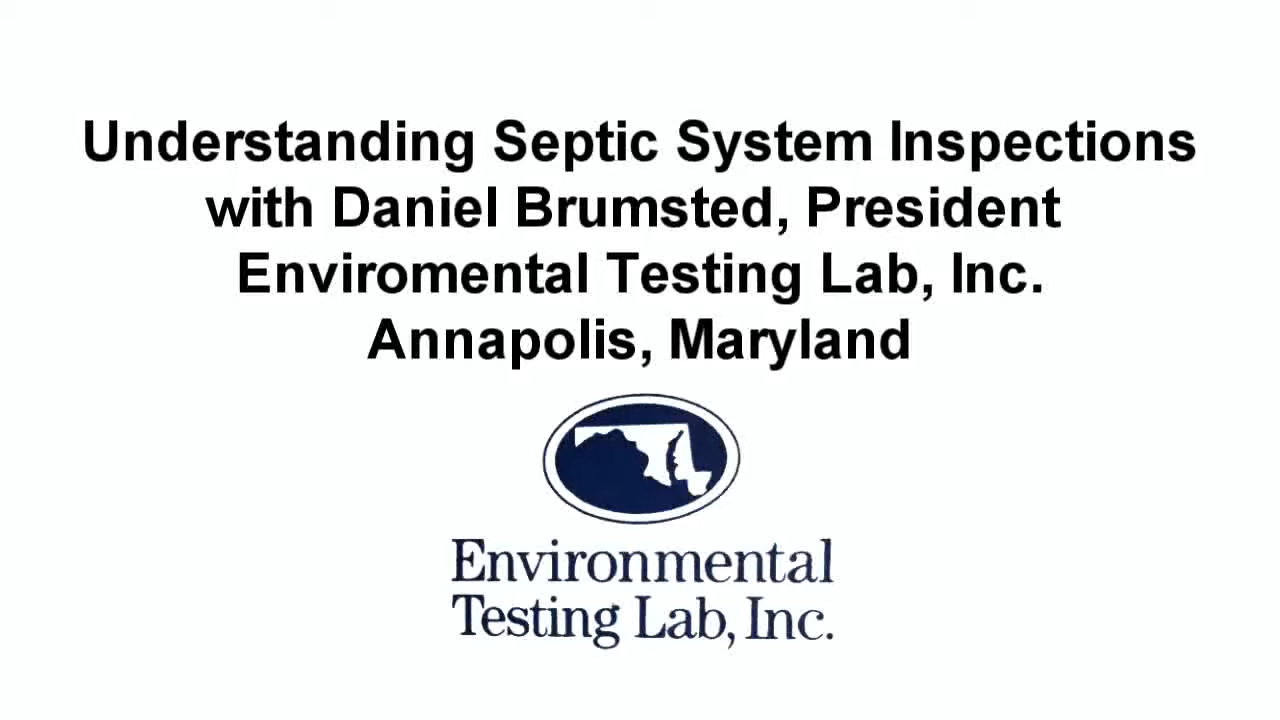 Understanding Septic System Inspections
with Daniel Brumsted, President
Enviromental Testing Lab, Inc.
Annapolis, Maryland
Environmental
Testing Lab, Inc.